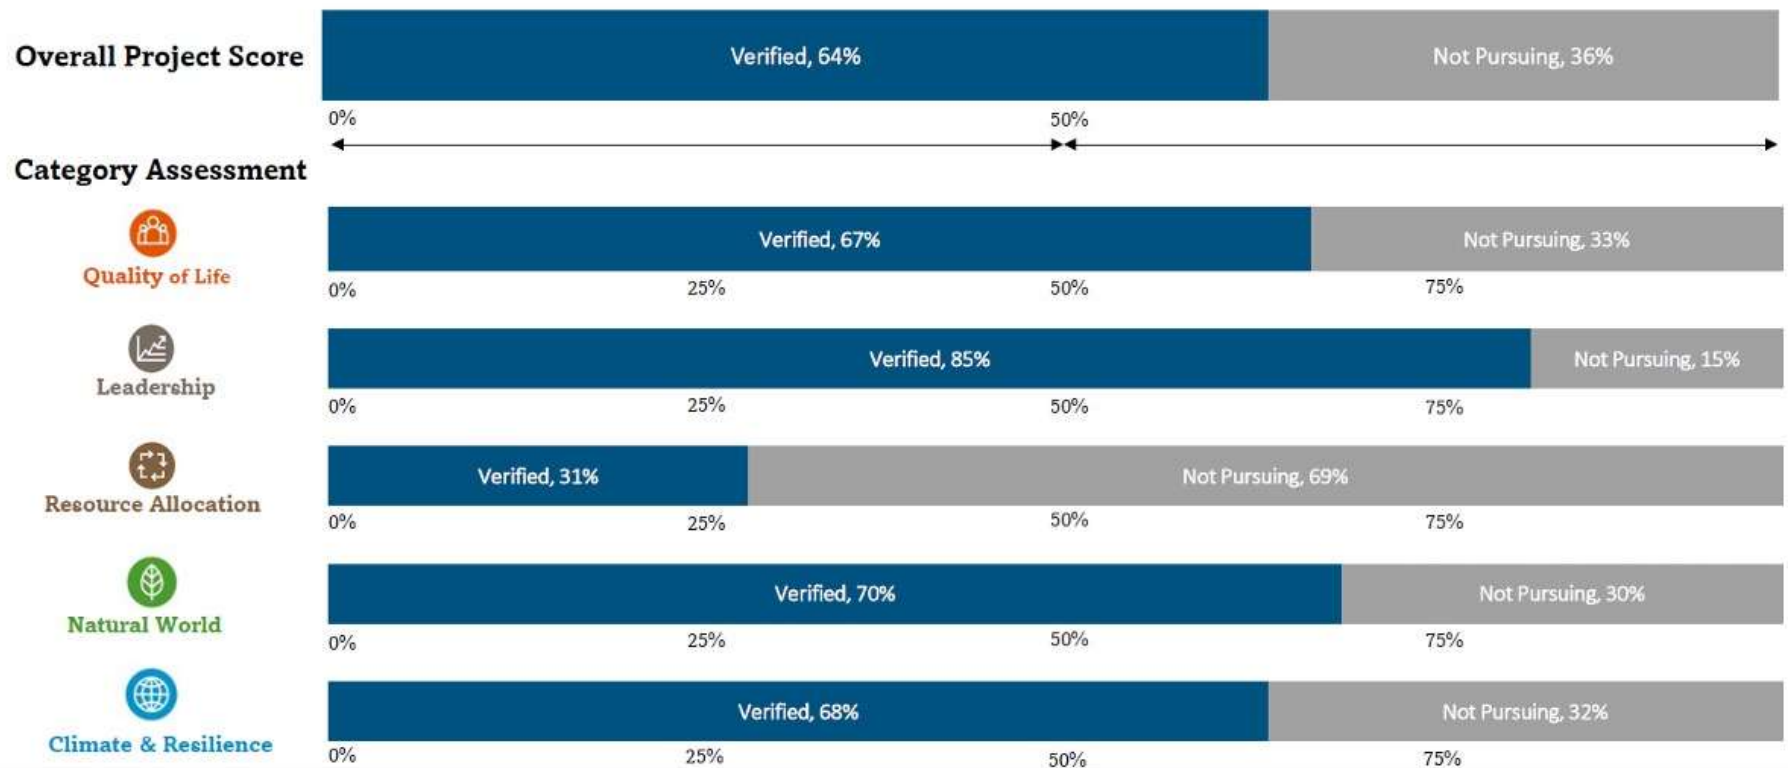 Overall Project Score
Verified, 64%
Not Pursuing, 36%
0%
50%
Category Assessment
Verified, 67%
Not Pursuing, 33%
Quality of Life
0%
25%
50%
75%
Verified, 85%
Not Pursuing, 15%
Leadership
0%
25%
50%
75%
Verified, 31%
Not Pursuing, 69%
Resource Allocation
0%
25%
50%
75%
Verified, 70%
Not Pursuing, 30%
Natural World
0%
25%
50%
75%
Verified, 68%
Not Pursuing, 32%
Climate & Resilience
0%
25%
50%
75%